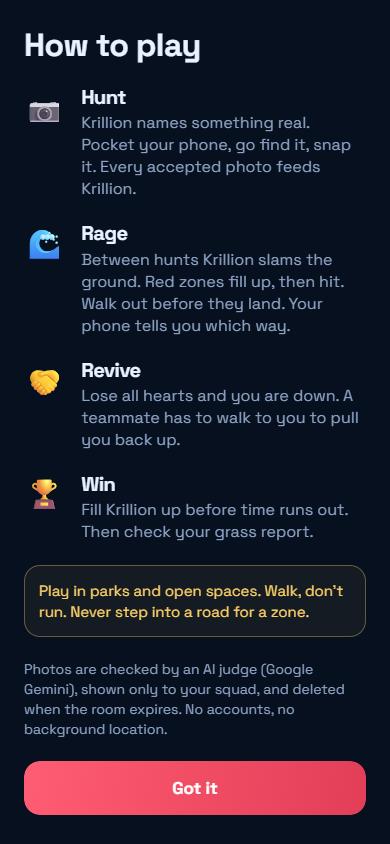 How to play
Hunt
Krillion names something real.
Pocket your phone, go find it, snap
it. Every accepted photo feeds
Krillion.
Rage
Between hunts Krillion slams the
ground. Red zones fill up, then hit.
Walk out before they land. Your
phone tells you which way.
Revive
Lose all hearts and you are down. A
teammate has to walk to you to pull
you back up.
Win
Fill Krillion up before time runs out.
Then check your grass report.
Play in parks and open spaces. Walk, don't
run. Never step into a road for a zone.
Photos are checked by an AI judge (Google
Gemini), shown only to your squad, and deleted
when the room expires. No accounts, no
background location.
Got it